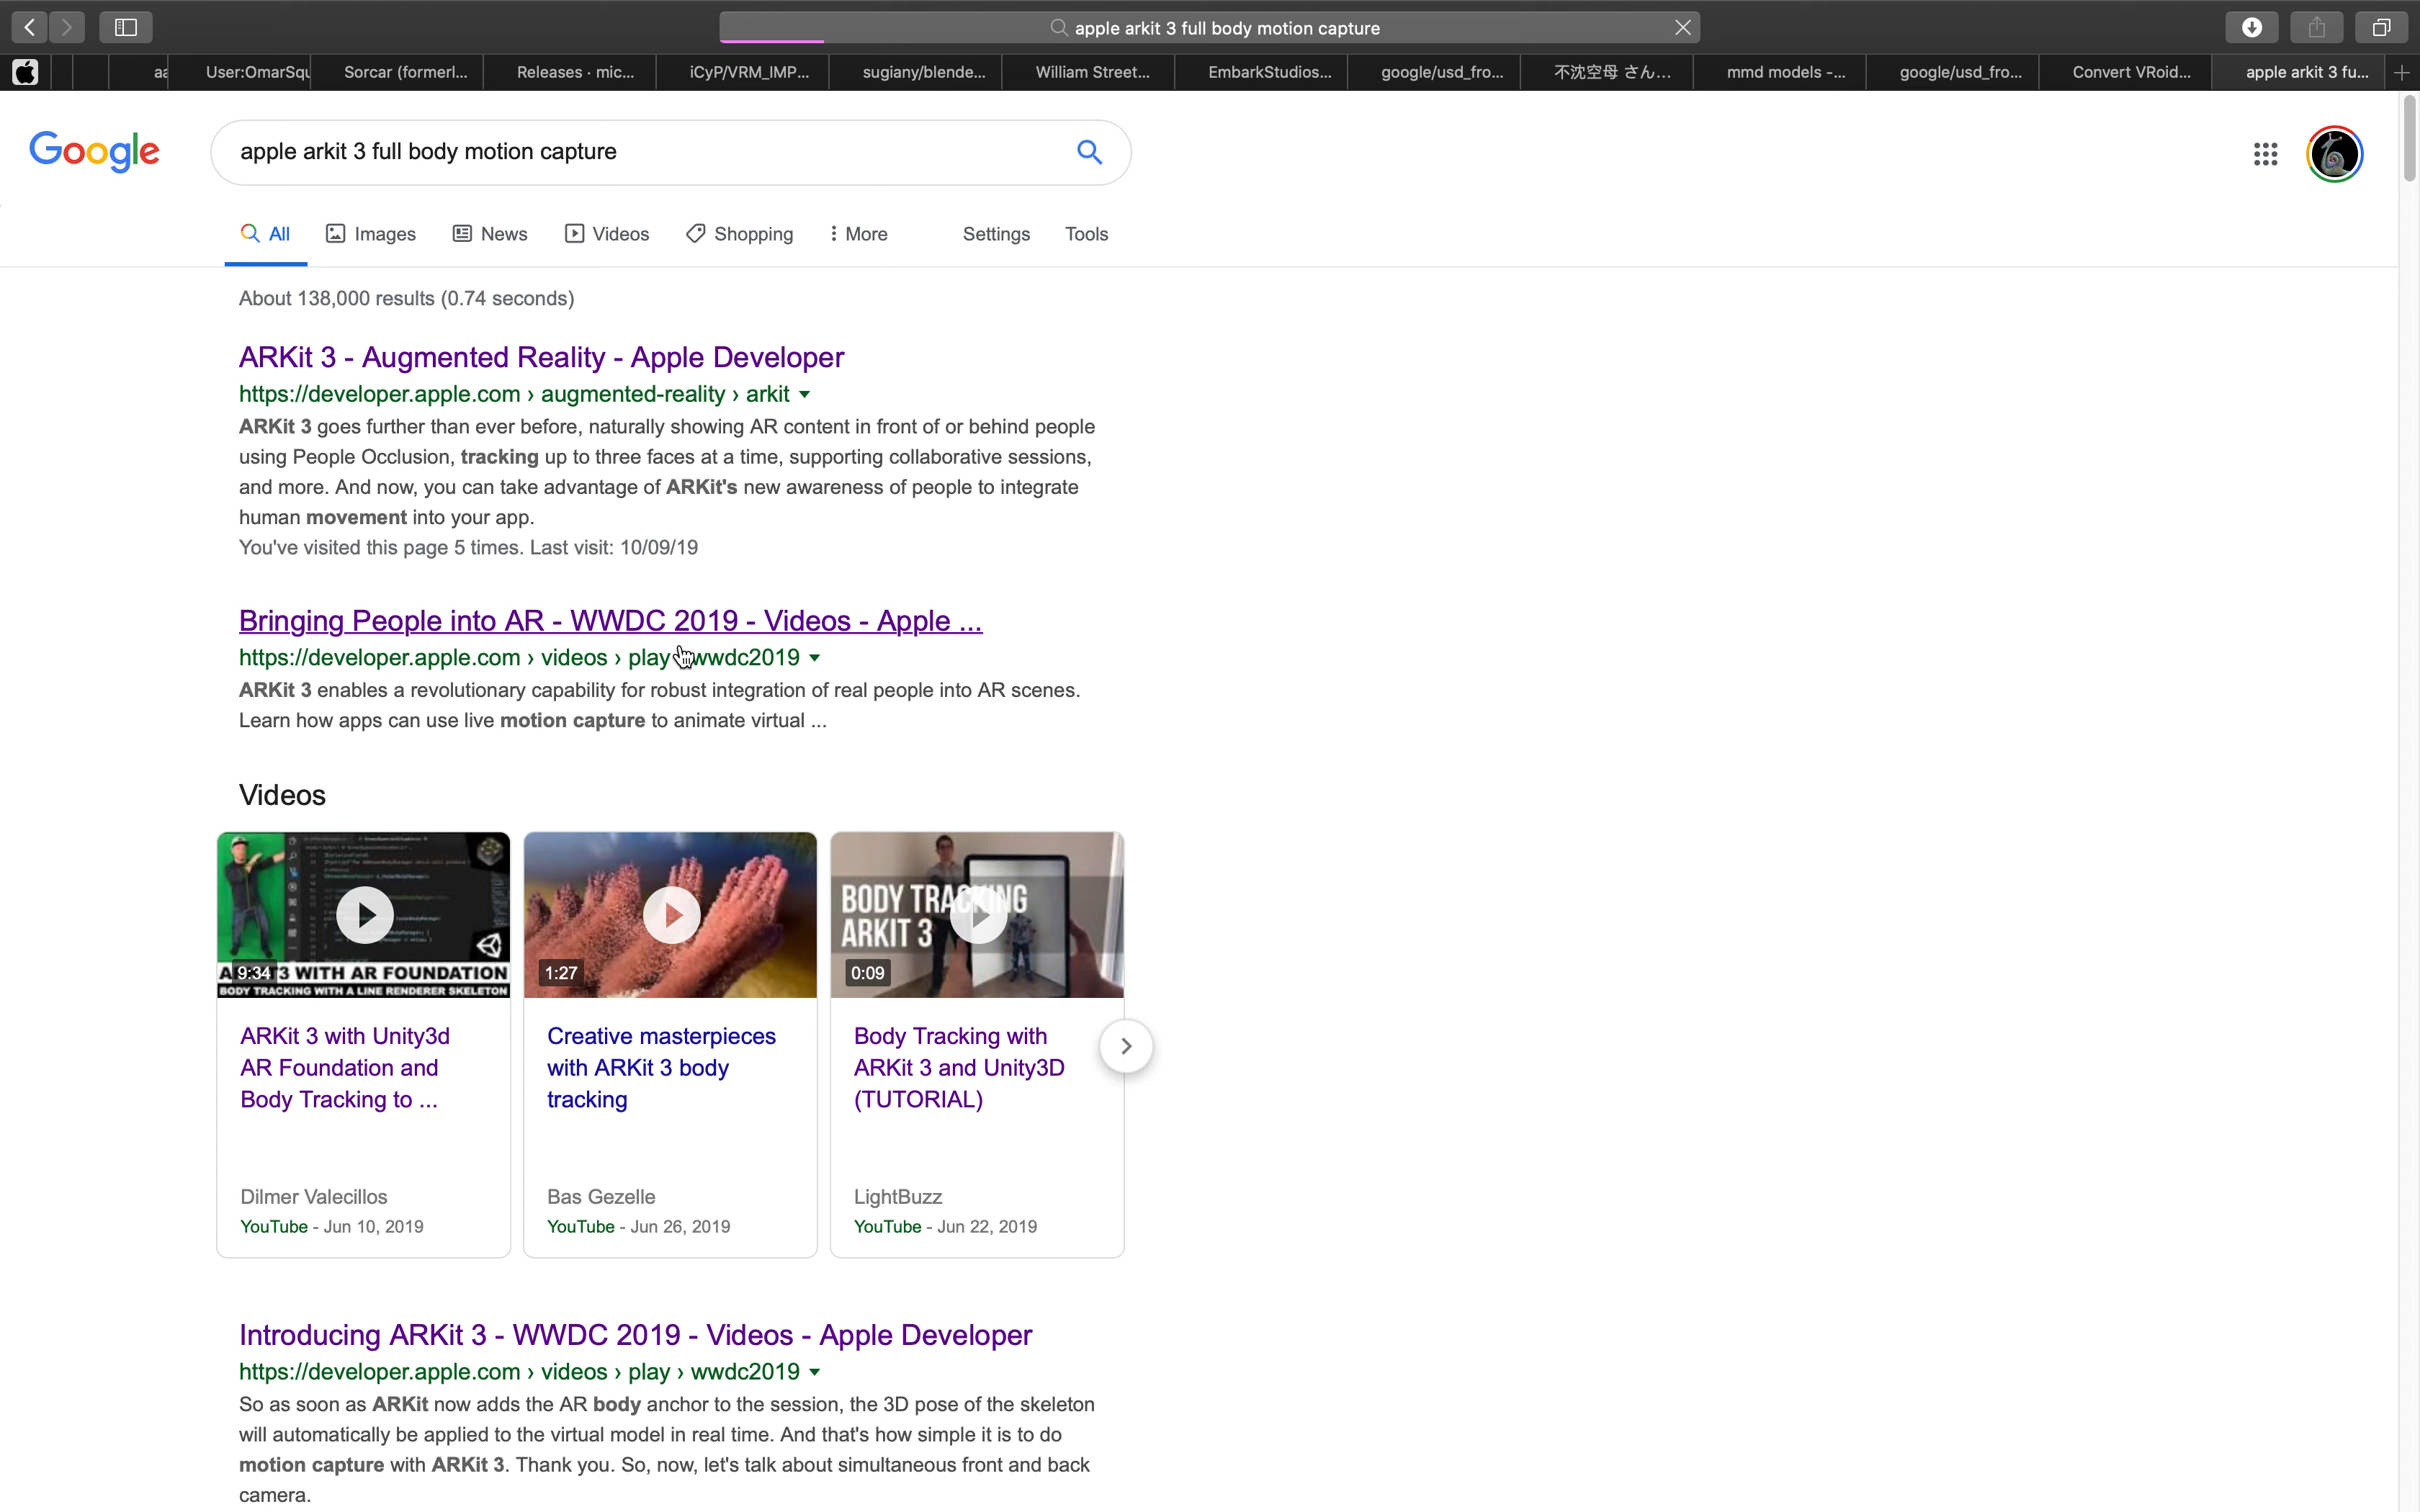 apple arkit 3 full body motion capture
User:OmarSqu
Sorcar (formerl...
Releases · mic...
iCyP/VRM_IMP...
sugiany/blende...
William Street...
EmbarkStudios...
google/usd_fro...
不沈空母 さん...
mmd models -...
google/usd_fro...
Convert VRoid...
apple arkit 3 fu...
Google
apple arkit 3 full body motion capture
All
Images
News
Videos
Shopping
More
Settings
Tools
About 138,000 results (0.74 seconds)
ARKit 3 - Augmented Reality - Apple Developer
https://developer.apple.com › augmented-reality › arkit
ARKit 3 goes further than ever before, naturally showing AR content in front of or behind people
using People Occlusion, tracking up to three faces at a time, supporting collaborative sessions,
and more. And now, you can take advantage of ARKit's new awareness of people to integrate
human movement into your app.
You've visited this page 5 times. Last visit: 10/09/19
Bringing People into AR - WWDC 2019 - Videos - Apple ...
https://developer.apple.com › videos › play wwdc2019
ARKit 3 enables a revolutionary capability for robust integration of real people into AR scenes.
Learn how apps can use live motion capture to animate virtual ...
Videos
9:34
3 WITH AR FOUNDATION
BODY TRACKING WITH A LINE RENDERER SKELETON
ARKit 3 with Unity3d
AR Foundation and
Body Tracking to ...
Dilmer Valecillos
YouTube - Jun 10, 2019
1:27
Creative masterpieces
with ARKit 3 body
tracking
Bas Gezelle
YouTube - Jun 26, 2019
BODY TRACKING
ARKIT 3
0:09
Body Tracking with
ARKit 3 and Unity3D
(TUTORIAL)
LightBuzz
YouTube - Jun 22, 2019
Introducing ARKit 3 - WWDC 2019 - Videos - Apple Developer
https://developer.apple.com › videos › play › wwdc2019
So as soon as ARKit now adds the AR body anchor to the session, the 3D pose of the skeleton
will automatically be applied to the virtual model in real time. And that's how simple it is to do
motion capture with ARKit 3. Thank you. So, now, let's talk about simultaneous front and back
camera.